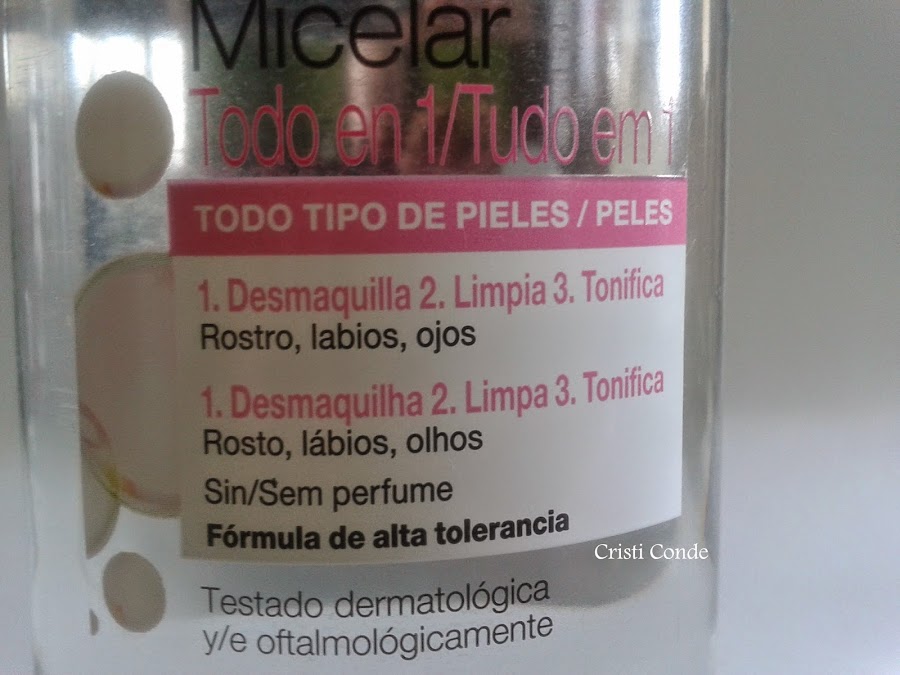 Micelar
Todo en 1/Tudo em 1
TODO TIPO DE PIELES / PELES
1. Desmaquilla 2. Limpia 3. Tonifica
Rostro, labios, ojos
1. Desmaquilha 2. Limpa 3. Tonifica
Rosto, lábios, olhos
Sin/Sem perfume
Fórmula de alta tolerancia
Cristi Conde
Testado dermatológica
y/e oftalmológicamente